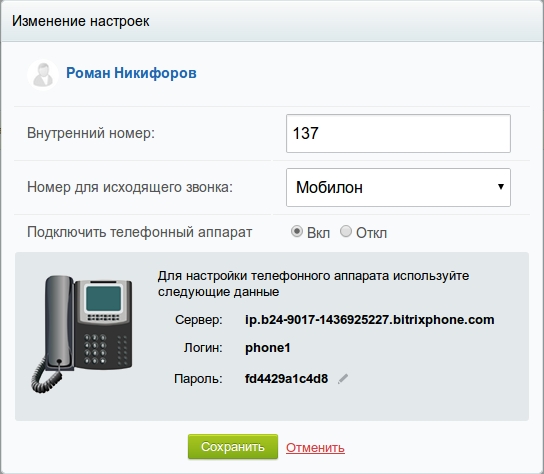 Изменение настроек
Роман Никифоров
Внутренний номер: 137
Номер для исходящего звонка: Мобилон
Подключить телефонный аппарат Вкл Откл
Для настройки телефонного аппарата используйте
следующие данные
Сервер: ip.b24-9017-1436925227.bitrixphone.com
Логин: phone1
Пароль: fd4429a1c4d8
Сохранить Отменить